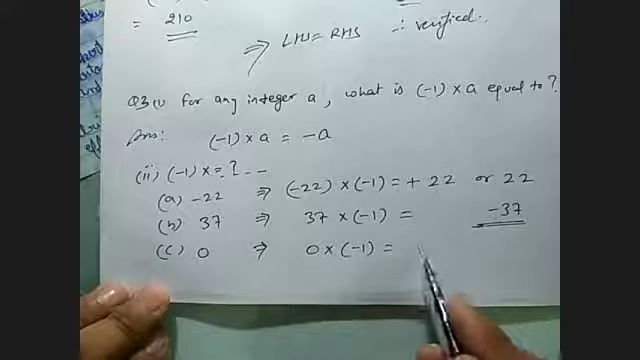 = 210
⇒ LHS = RHS ∴ verified.
Q3(i) for any integer a, what is (-1) × a equal to?
Ans: (-1) × a = -a
(ii) (-1) × = ? - -
(a) -22 ⇒ (-22) × (-1) = + 22 or 22
(b) 37 ⇒ 37 × (-1) = -37
(c) 0 ⇒ 0 × (-1) =